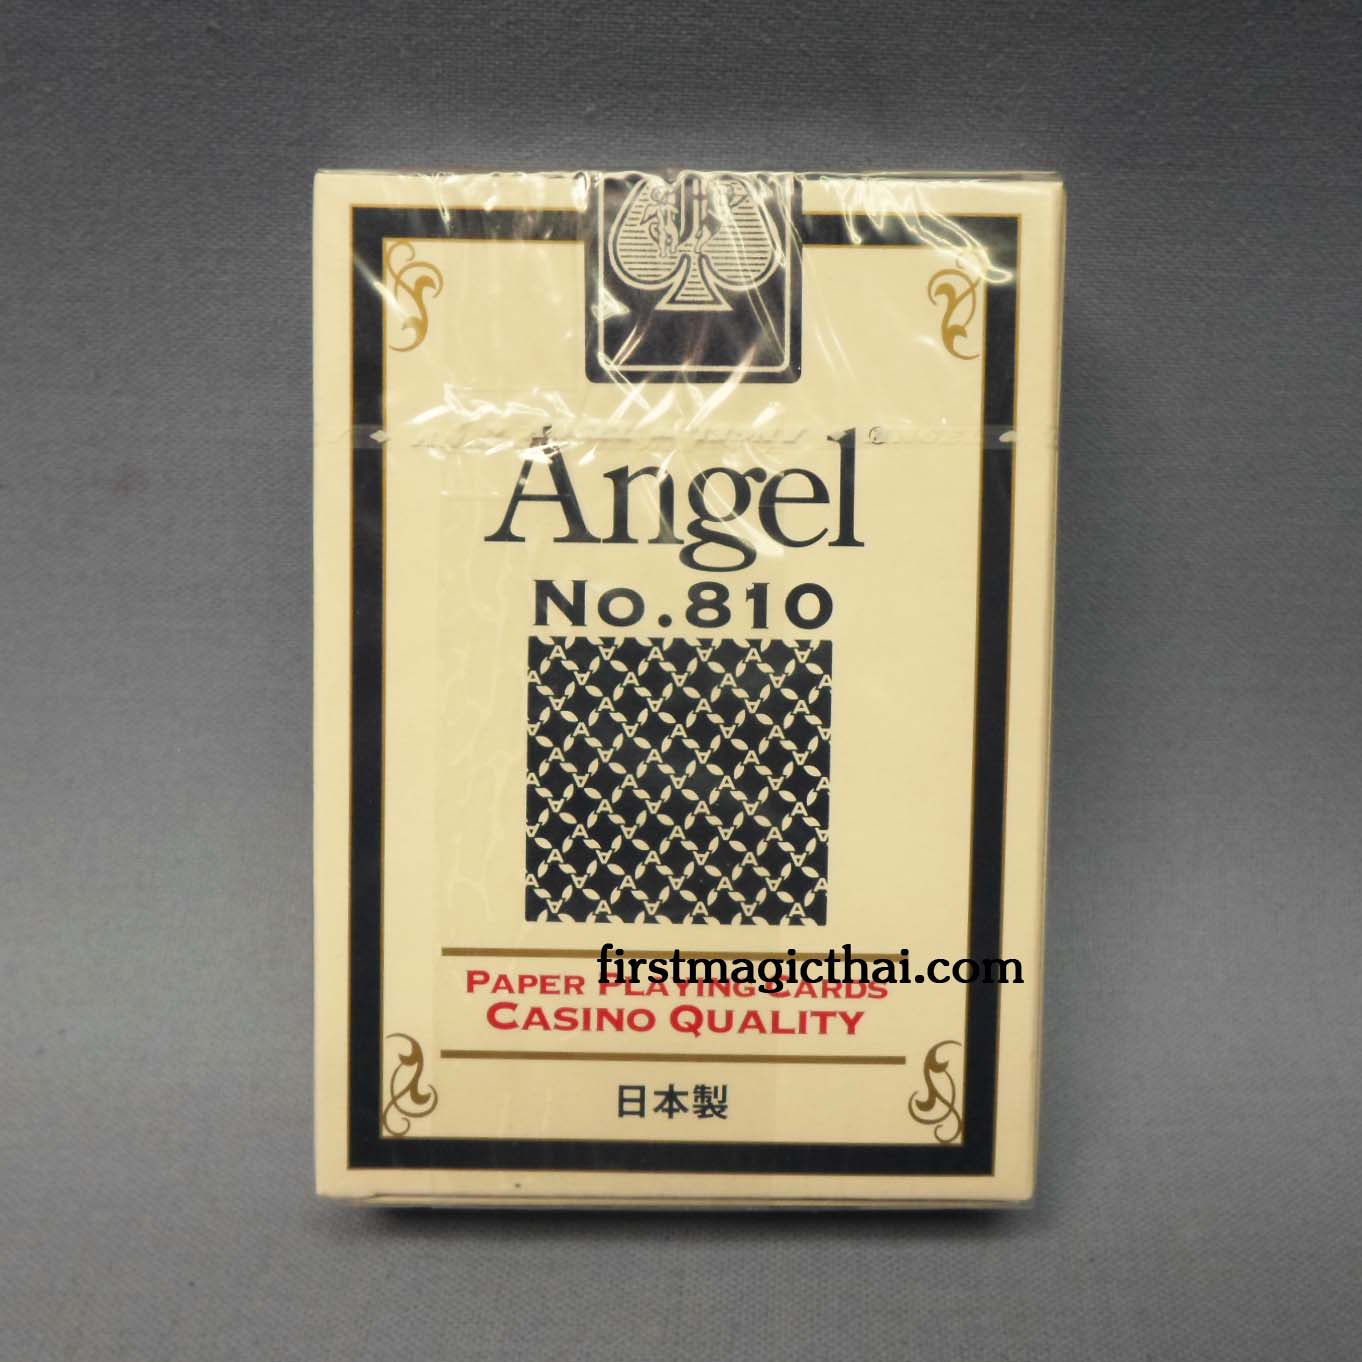 Angel®
No. 810
firstmagicthai.com
PAPER PLAYING CARDS
CASINO QUALITY
日本製